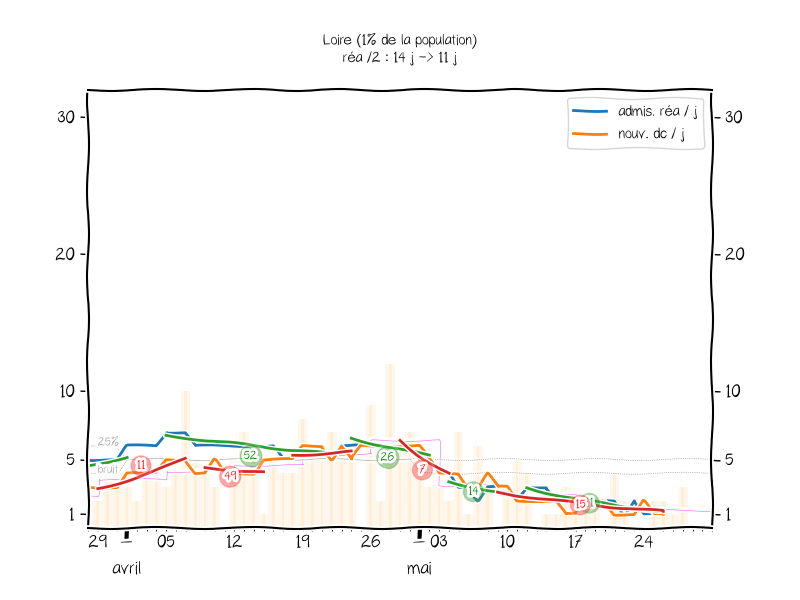 Loire (1% de la population)
réa /2 : 14 j -> 11 j
admis. réa / j
nouv. dc / j
30 30
20 20
10 10
25%
5 5
bruit
1 1
11 49 52 26 7 14 15
29 05 12 19 26 03 10 17 24
avril mai